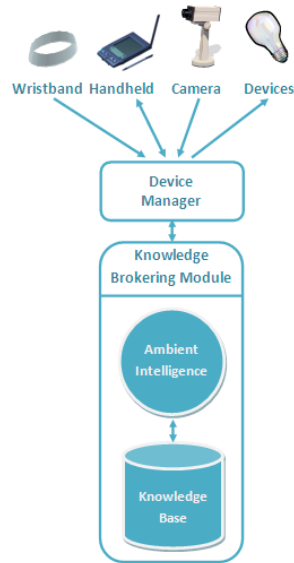 Wristband Handheld Camera Devices
Device
Manager
Knowledge
Brokering Module
Ambient
Intelligence
Knowledge
Base